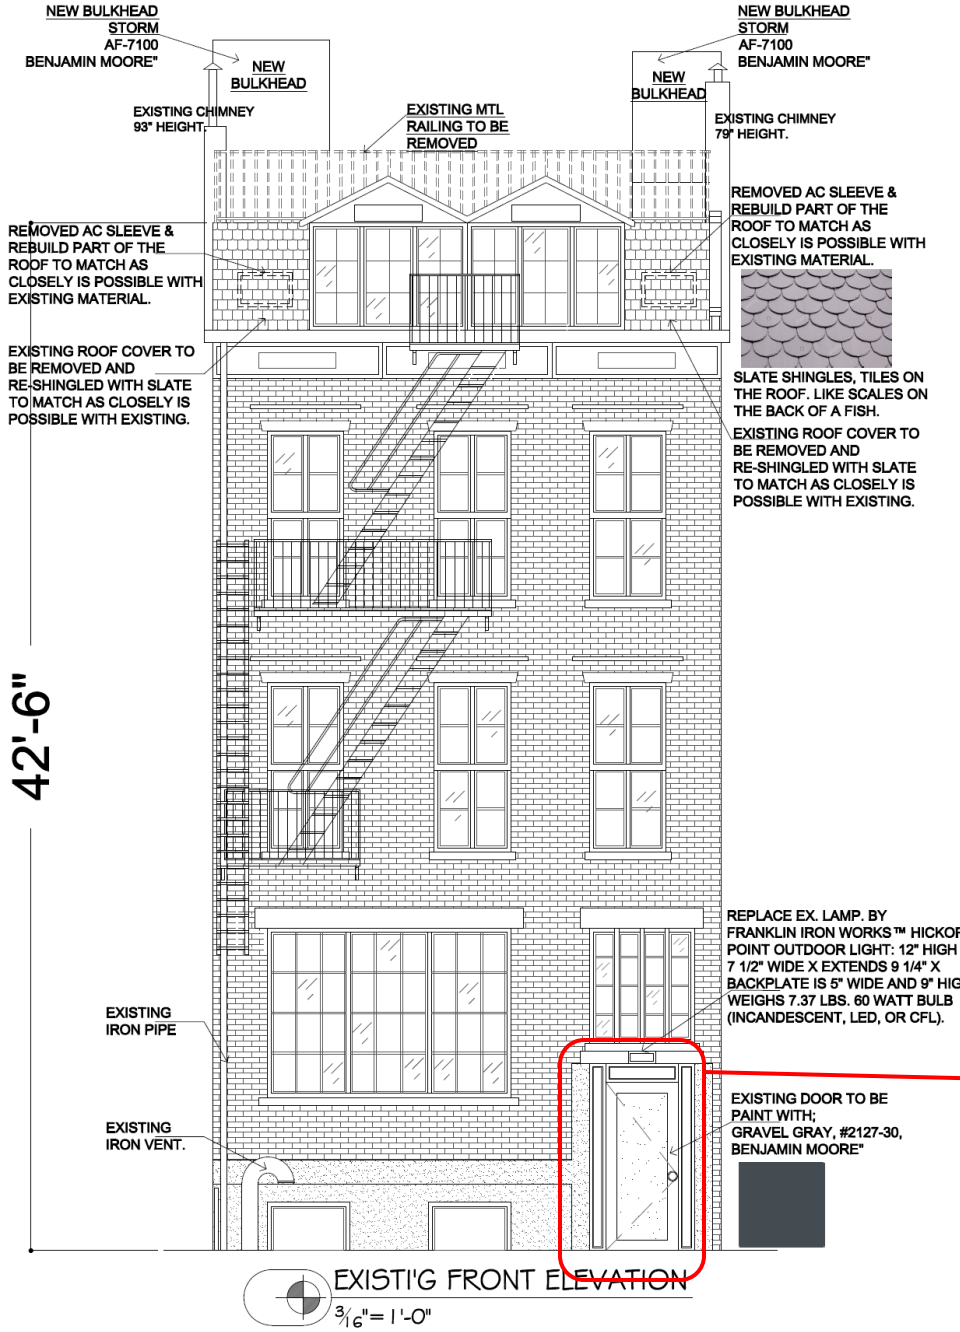 NEW BULKHEAD
STORM
AF-7100
BENJAMIN MOORE"
NEW
BULKHEAD
EXISTING CHIMNEY
93" HEIGHT.
EXISTING MTL
RAILING TO BE
REMOVED
NEW BULKHEAD
STORM
AF-7100
BENJAMIN MOORE"
NEW
BULKHEAD
EXISTING CHIMNEY
79" HEIGHT.
REMOVED AC SLEEVE &
REBUILD PART OF THE
ROOF TO MATCH AS
CLOSELY IS POSSIBLE WITH
EXISTING MATERIAL.
REMOVED AC SLEEVE &
REBUILD PART OF THE
ROOF TO MATCH AS
CLOSELY IS POSSIBLE WITH
EXISTING MATERIAL.
EXISTING ROOF COVER TO
BE REMOVED AND
RE-SHINGLED WITH SLATE
TO MATCH AS CLOSELY IS
POSSIBLE WITH EXISTING.
SLATE SHINGLES, TILES ON
THE ROOF. LIKE SCALES ON
THE BACK OF A FISH.
EXISTING ROOF COVER TO
BE REMOVED AND
RE-SHINGLED WITH SLATE
TO MATCH AS CLOSELY IS
POSSIBLE WITH EXISTING.
42'-6"
REPLACE EX. LAMP. BY
FRANKLIN IRON WORKS™ HICKOR
POINT OUTDOOR LIGHT: 12" HIGH
7 1/2" WIDE X EXTENDS 9 1/4" X
BACKPLATE IS 5" WIDE AND 9" HIG
WEIGHS 7.37 LBS. 60 WATT BULB
(INCANDESCENT, LED, OR CFL).
EXISTING
IRON PIPE
EXISTING
IRON VENT.
EXISTING DOOR TO BE
PAINT WITH;
GRAVEL GRAY, #2127-30,
BENJAMIN MOORE"
EXISTI'G FRONT ELEVATION
3/16"= 1'-0"